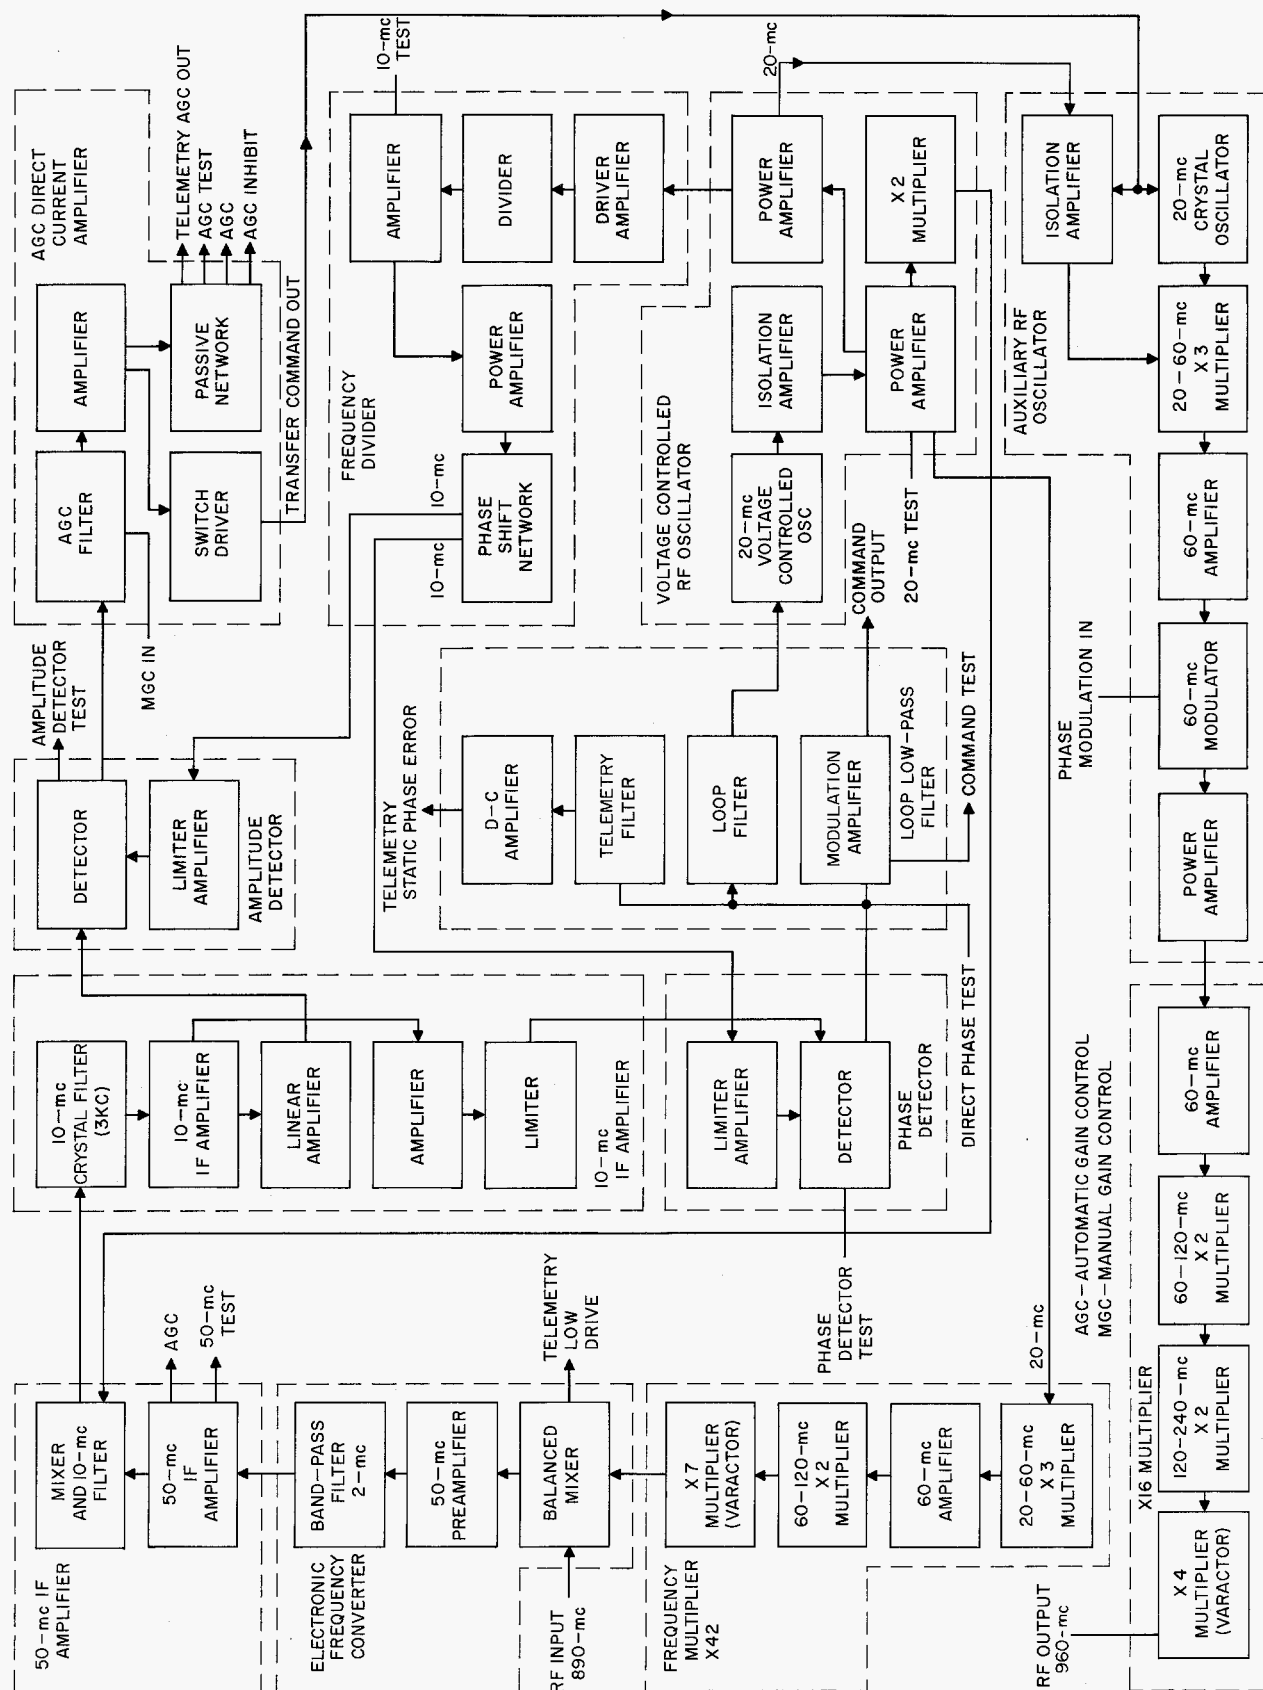 50-mc IF
AMPLIFIER
MIXER
AND 10-mc
FILTER
50-mc
IF
AMPLIFIER
AGC
50-mc
TEST
ELECTRONIC
FREQUENCY
CONVERTER
BAND-PASS
FILTER
2-mc
50-mc
PREAMPLIFIER
BALANCED
MIXER
TELEMETRY
LOW
DRIVE
RF INPUT
890-mc
FREQUENCY
MULTIPLIER
X42
X7
MULTIPLIER
(VARACTOR)
60-120-mc
X2
MULTIPLIER
60-mc
AMPLIFIER
20-60-mc
X3
MULTIPLIER
20-mc
RF OUTPUT
960-mc
X16 MULTIPLIER
X4
MULTIPLIER
(VARACTOR)
120-240-mc
X2
MULTIPLIER
60-120-mc
X2
MULTIPLIER
60-mc
AMPLIFIER
AGC-AUTOMATIC GAIN CONTROL
MGC-MANUAL GAIN CONTROL
10-mc
CRYSTAL FILTER
(3KC)
10-mc
IF AMPLIFIER
LINEAR
AMPLIFIER
AMPLIFIER
LIMITER
10-mc
IF AMPLIFIER
LIMITER
AMPLIFIER
DETECTOR
PHASE
DETECTOR
PHASE
DETECTOR
TEST
DIRECT PHASE TEST
DETECTOR
LIMITER
AMPLIFIER
AMPLITUDE
DETECTOR
AMPLITUDE
DETECTOR
TEST
MGC IN
TELEMETRY
STATIC PHASE ERROR
D-C
AMPLIFIER
TELEMETRY
FILTER
LOOP
FILTER
MODULATION
AMPLIFIER
LOOP LOW-PASS
FILTER
COMMAND TEST
COMMAND
OUTPUT
AGC DIRECT
CURRENT
AMPLIFIER
AGC
FILTER
AMPLIFIER
SWITCH
DRIVER
PASSIVE
NETWORK
TELEMETRY AGC OUT
AGC TEST
AGC
AGC INHIBIT
TRANSFER COMMAND OUT
FREQUENCY
DIVIDER
10-mc
10-mc
PHASE
SHIFT
NETWORK
POWER
AMPLIFIER
AMPLIFIER
10-mc
TEST
DIVIDER
DRIVER
AMPLIFIER
VOLTAGE CONTROLLED
RF OSCILLATOR
20-mc
VOLTAGE
CONTROLLED
OSC
ISOLATION
AMPLIFIER
POWER
AMPLIFIER
20-mc
POWER
AMPLIFIER
X2
MULTIPLIER
20-mc TEST
AUXILIARY RF
OSCILLATOR
ISOLATION
AMPLIFIER
20-mc
CRYSTAL
OSCILLATOR
20-60-mc
X3
MULTIPLIER
60-mc
AMPLIFIER
60-mc
MODULATOR
PHASE
MODULATION IN
POWER
AMPLIFIER